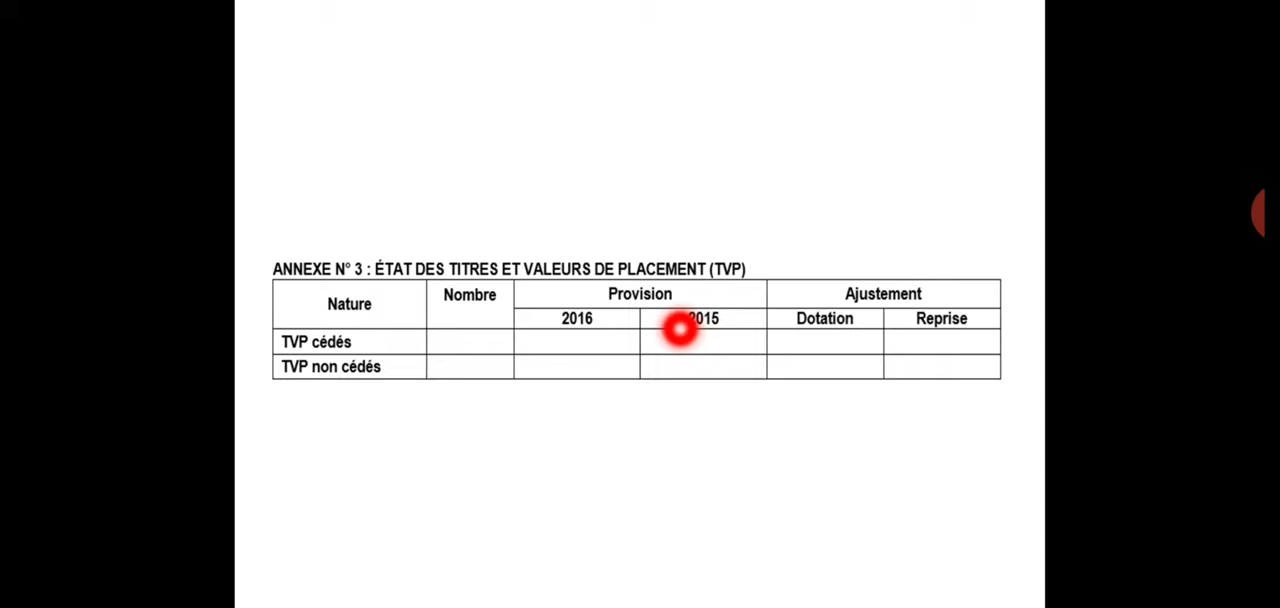 ANNEXE N° 3 : ÉTAT DES TITRES ET VALEURS DE PLACEMENT (TVP)
Nature Nombre Provision Ajustement
2016 2015 Dotation Reprise
TVP cédés
TVP non cédés